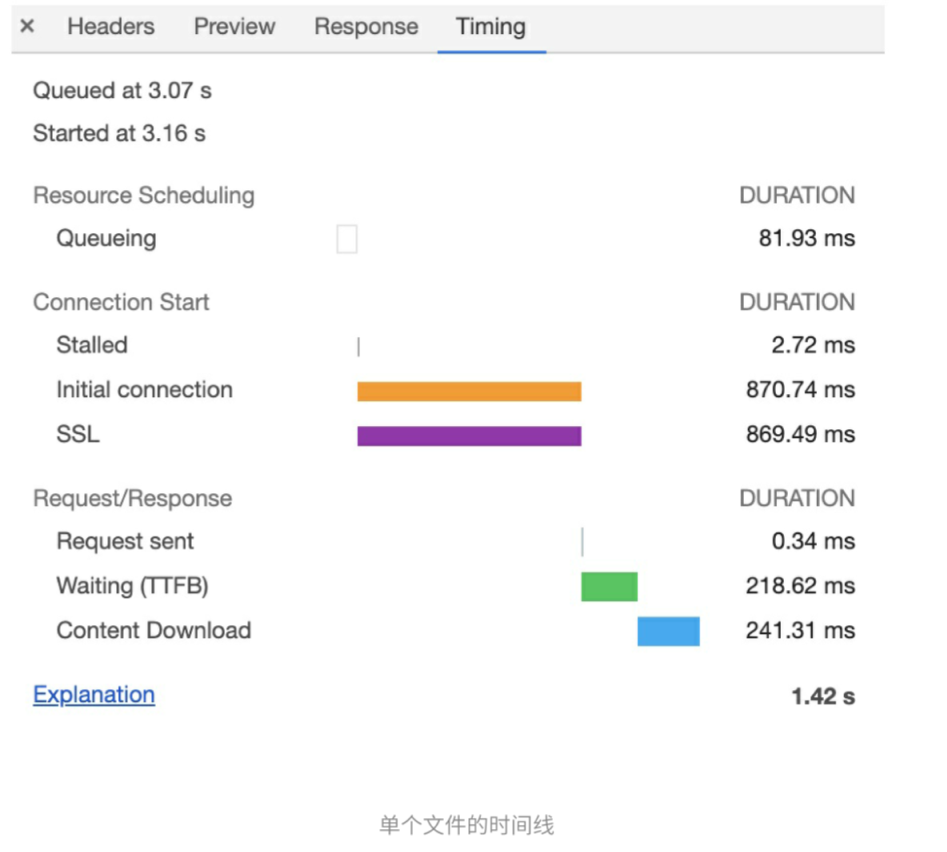 × Headers Preview Response Timing
Queued at 3.07 s
Started at 3.16 s
Resource Scheduling DURATION
Queueing 81.93 ms
Connection Start DURATION
Stalled 2.72 ms
Initial connection 870.74 ms
SSL 869.49 ms
Request/Response DURATION
Request sent 0.34 ms
Waiting (TTFB) 218.62 ms
Content Download 241.31 ms
Explanation 1.42 s
单个文件的时间线